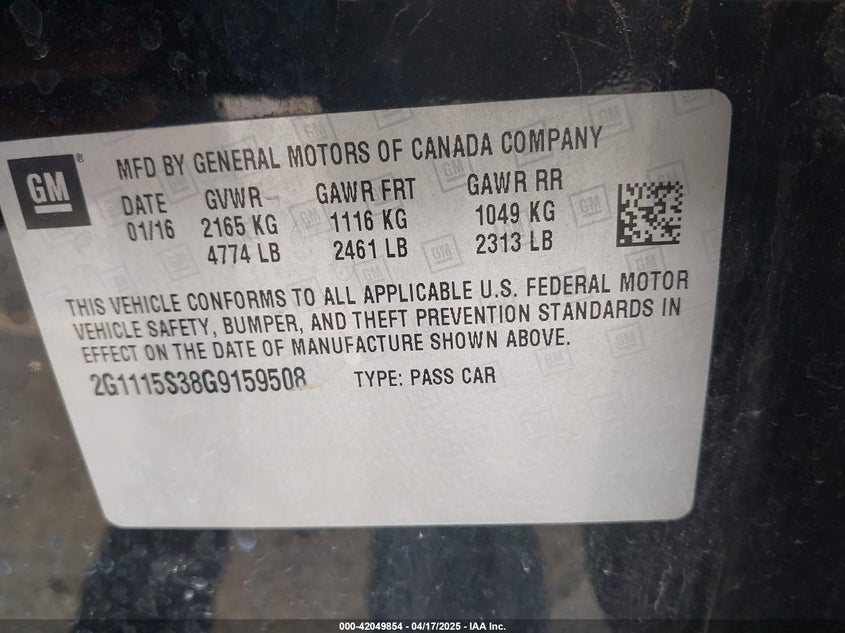 GM ®
MFD BY GENERAL MOTORS OF CANADA COMPANY
DATE GVWR GAWR FRT GAWR RR
01/16 2165 KG 1116 KG 1049 KG
4774 LB 2461 LB 2313 LB
THIS VEHICLE CONFORMS TO ALL APPLICABLE U.S. FEDERAL MOTOR
VEHICLE SAFETY, BUMPER, AND THEFT PREVENTION STANDARDS IN
EFFECT ON THE DATE OF MANUFACTURE SHOWN ABOVE.
2G1115S38G9159508 TYPE: PASS CAR
000-42049854 - 04/17/2025 - IAA Inc.